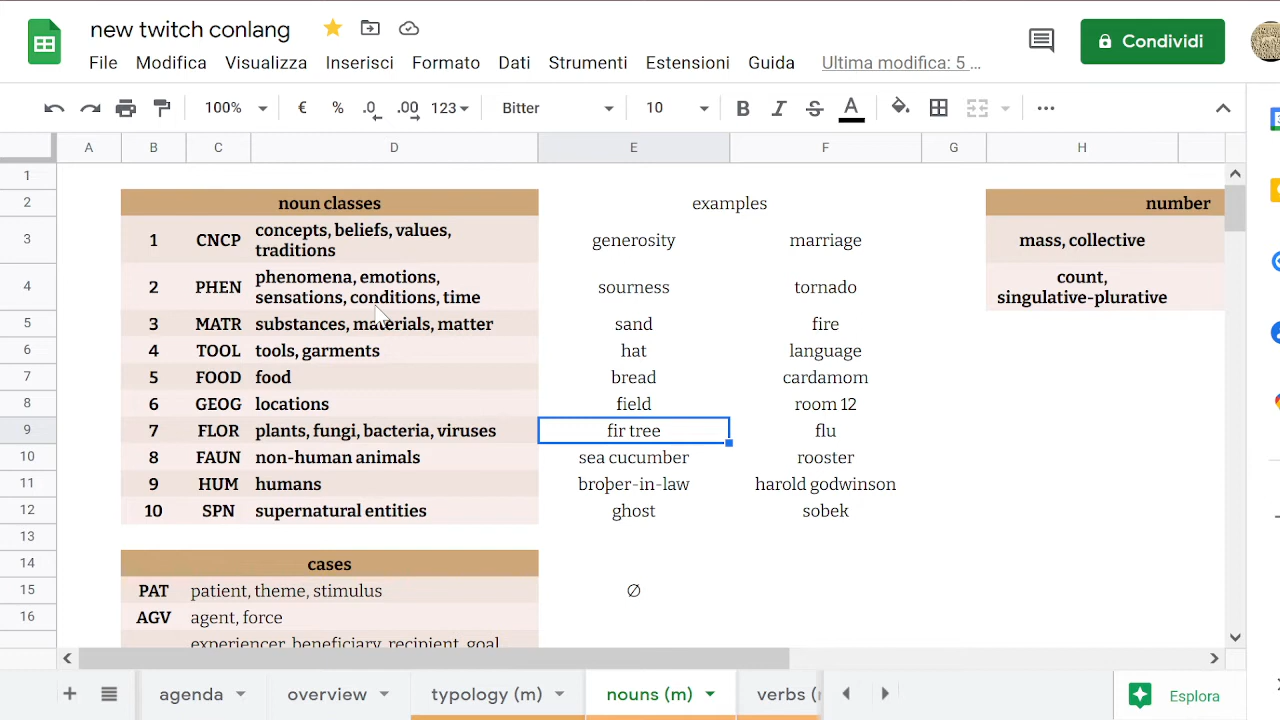 new twitch conlang
Condividi
File Modifica Visualizza Inserisci Formato Dati Strumenti Estensioni Guida Ultima modifica: 5 …
100% € % .0 .00 123 Bitter 10 B I S A
A B C D E F G H
1
2 noun classes examples number
3 1 CNCP concepts, beliefs, values, traditions generosity marriage mass, collective
4 2 PHEN phenomena, emotions, sensations, conditions, time sourness tornado count, singulative-plurative
5 3 MATR substances, materials, matter sand fire
6 4 TOOL tools, garments hat language
7 5 FOOD food bread cardamom
8 6 GEOG locations field room 12
9 7 FLOR plants, fungi, bacteria, viruses fir tree flu
10 8 FAUN non-human animals sea cucumber rooster
11 9 HUM humans broþer-in-law harold godwinson
12 10 SPN supernatural entities ghost sobek
13
14 cases
15 PAT patient, theme, stimulus ∅
16 AGV agent, force
experiencer, beneficiary, recipient, goal
agenda overview typology (m) nouns (m) verbs ( Esplora